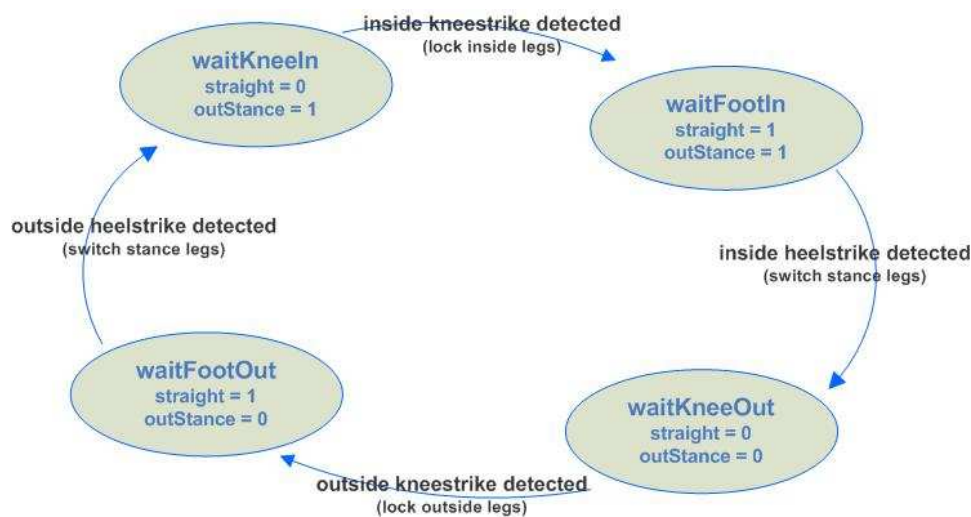 inside kneestrike detected
(lock inside legs)
waitKneeIn
straight = 0
outStance = 1
waitFootIn
straight = 1
outStance = 1
outside heelstrike detected
(switch stance legs)
inside heelstrike detected
(switch stance legs)
waitFootOut
straight = 1
outStance = 0
waitKneeOut
straight = 0
outStance = 0
outside kneestrike detected
(lock outside legs)